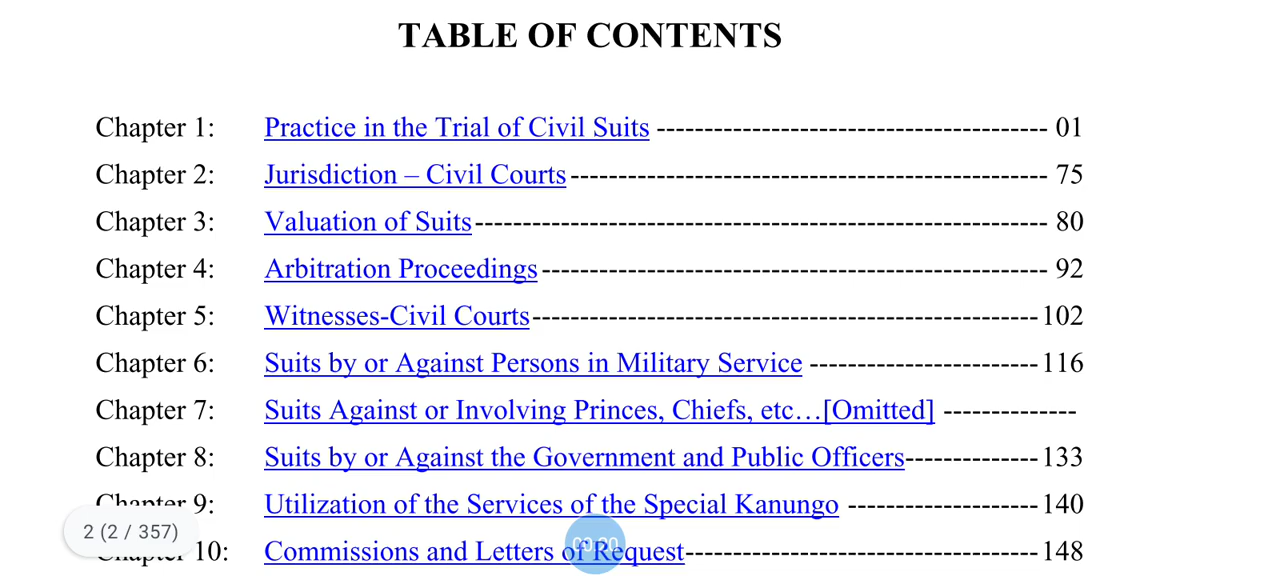 TABLE OF CONTENTS
Chapter 1: Practice in the Trial of Civil Suits ----------------------------------------- 01
Chapter 2: Jurisdiction – Civil Courts-------------------------------------------------- 75
Chapter 3: Valuation of Suits------------------------------------------------------------ 80
Chapter 4: Arbitration Proceedings----------------------------------------------------- 92
Chapter 5: Witnesses-Civil Courts-----------------------------------------------------102
Chapter 6: Suits by or Against Persons in Military Service ------------------------116
Chapter 7: Suits Against or Involving Princes, Chiefs, etc…[Omitted] --------------
Chapter 8: Suits by or Against the Government and Public Officers--------------133
Chapter 9: Utilization of the Services of the Special Kanungo --------------------140
2 (2 / 357)
Chapter 10: Commissions and Letters of Request-------------------------------------148
00:00